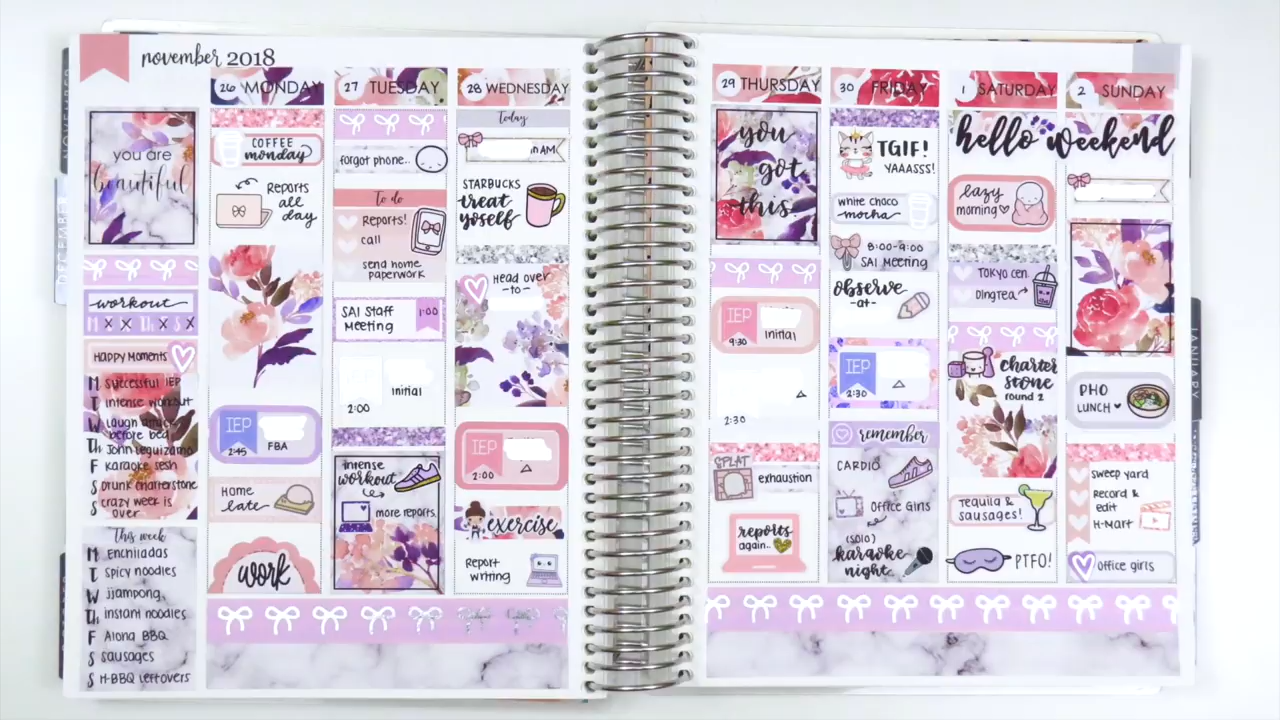 november 2018
you are
beautiful
workout
M X X Th X S X
Happy Moments
M successful IEP
T intense workout
W laugh attack
before bed
Th John Leguizamo
F karaoke sesh
S Drunk charterstone
S crazy week is
over
This week
M Enchiladas
T spicy noodles
W jjampong
Th instant noodles
F Aloha BBQ
S sausages
S H-BBQ Leftovers
26 MONDAY
COFFEE
monday
Reports
all
day
IEP
2:45
FBA
Home
late
work
27 TUESDAY
forgot phone..
To do
Reports!
call
send home
paperwork
SAI Staff
Meeting
1:00
Initial
2:00
intense
workout
more reports
28 WEDNESDAY
Today
AM
STARBUCKS
treat
yoself
Head over
-to-
IEP
2:00
exercise
Report
writing
29 THURSDAY
you
got
this.
IEP
9:30
Initial
2:30
SPLAT
exhaustion
reports
again..
30 FRIDAY
TGIF!
YAAASSS!
white choco
mocha
8:00-9:00
SAI Meeting
observe
-at-
IEP
2:30
remember
CARDIO
Office Girls
(solo)
karaoke
night
1 SATURDAY
hello weekend
lazy
morning
Tokyo cen.
Dingtea
charter
stone
round 2
Tequila &
sausages!
PTFO!
2 SUNDAY
PHO
LUNCH
sweep yard
Record &
edit
H-Mart
office girls
NOVEMBER
DECEMBER
JANUARY